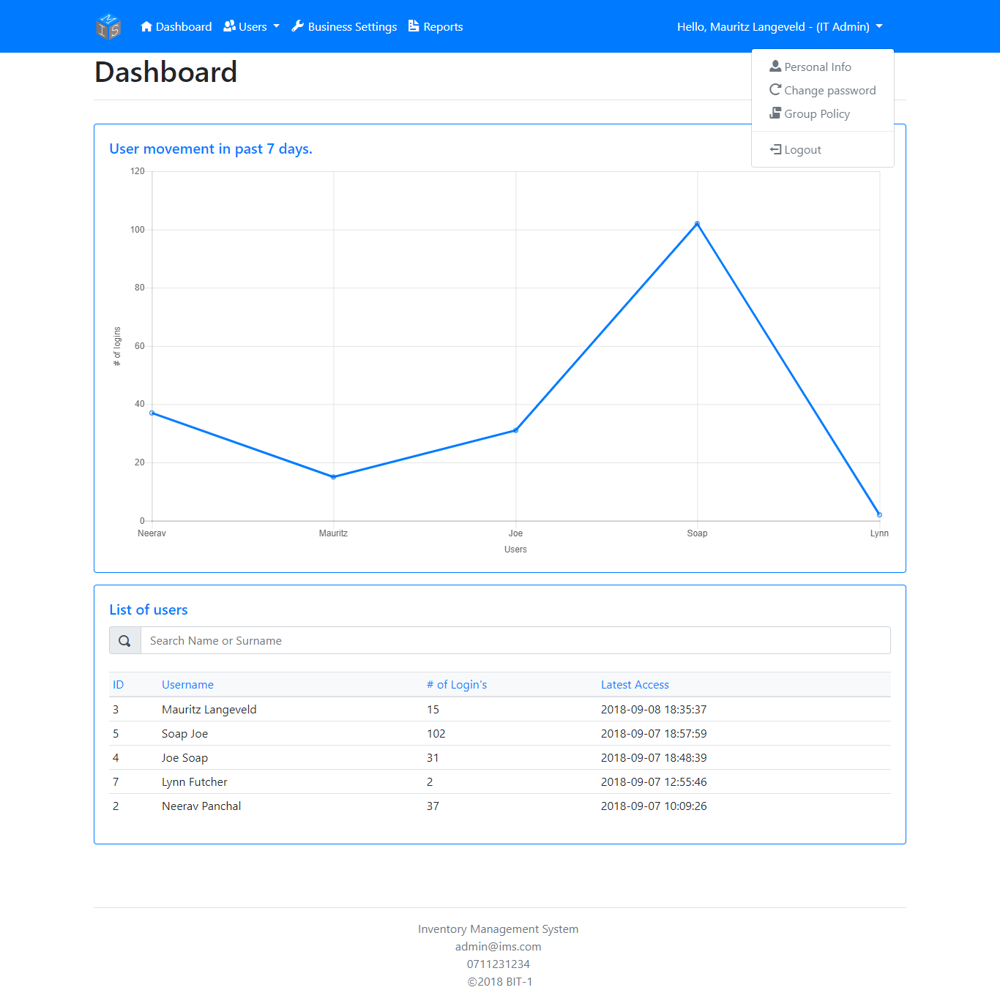 IMS
Dashboard Users Business Settings Reports Hello, Mauritz Langeveld - (IT Admin)
Personal Info
Change password
Group Policy
Logout
Dashboard
User movement in past 7 days.
120
100
80
60
40
20
0
# of logins
Neerav Mauritz Joe Soap Lynn
Users
List of users
Search Name or Surname
ID Username # of Login's Latest Access
3 Mauritz Langeveld 15 2018-09-08 18:35:37
5 Soap Joe 102 2018-09-07 18:57:59
4 Joe Soap 31 2018-09-07 18:48:39
7 Lynn Futcher 2 2018-09-07 12:55:46
2 Neerav Panchal 37 2018-09-07 10:09:26
Inventory Management System
admin@ims.com
0711231234
©2018 BIT-1